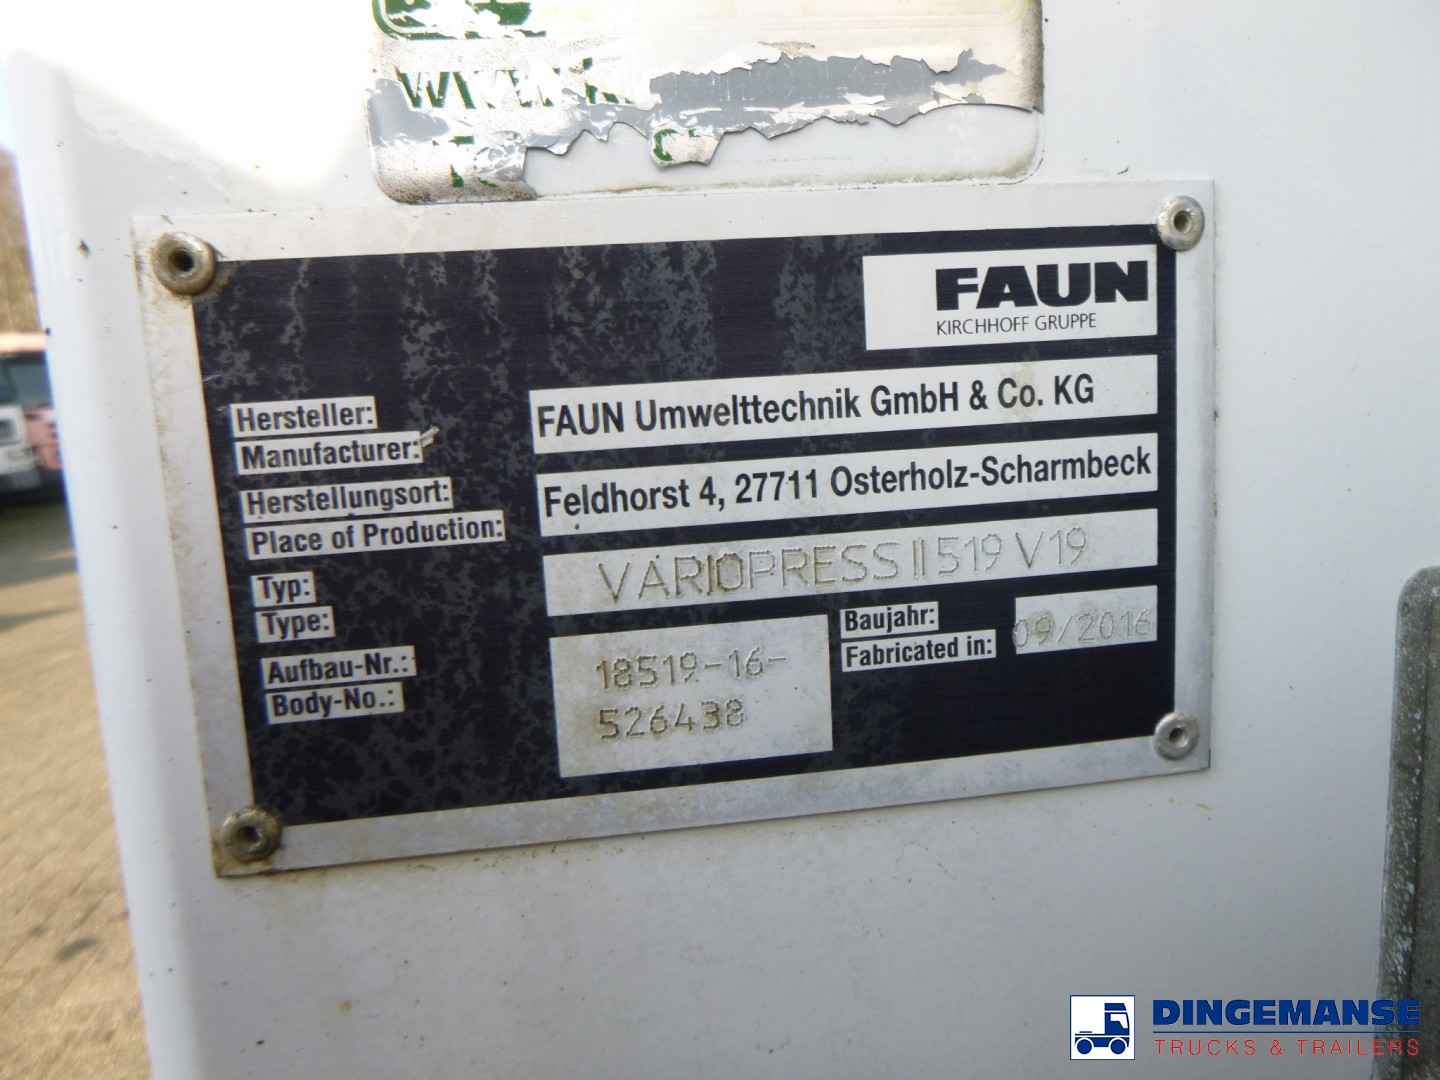 FAUN
KIRCHHOFF GRUPPE
Hersteller:
Manufacturer:
FAUN Umwelttechnik GmbH & Co. KG
Herstellungsort:
Place of Production:
Feldhorst 4, 27711 Osterholz-Scharmbeck
Typ:
Type:
VARIOPRESS II 519 V19
Aufbau-Nr.:
Body-No.:
18519-16-
526438
Baujahr:
Fabricated in:
09/2016
DINGEMANSE
TRUCKS & TRAILERS